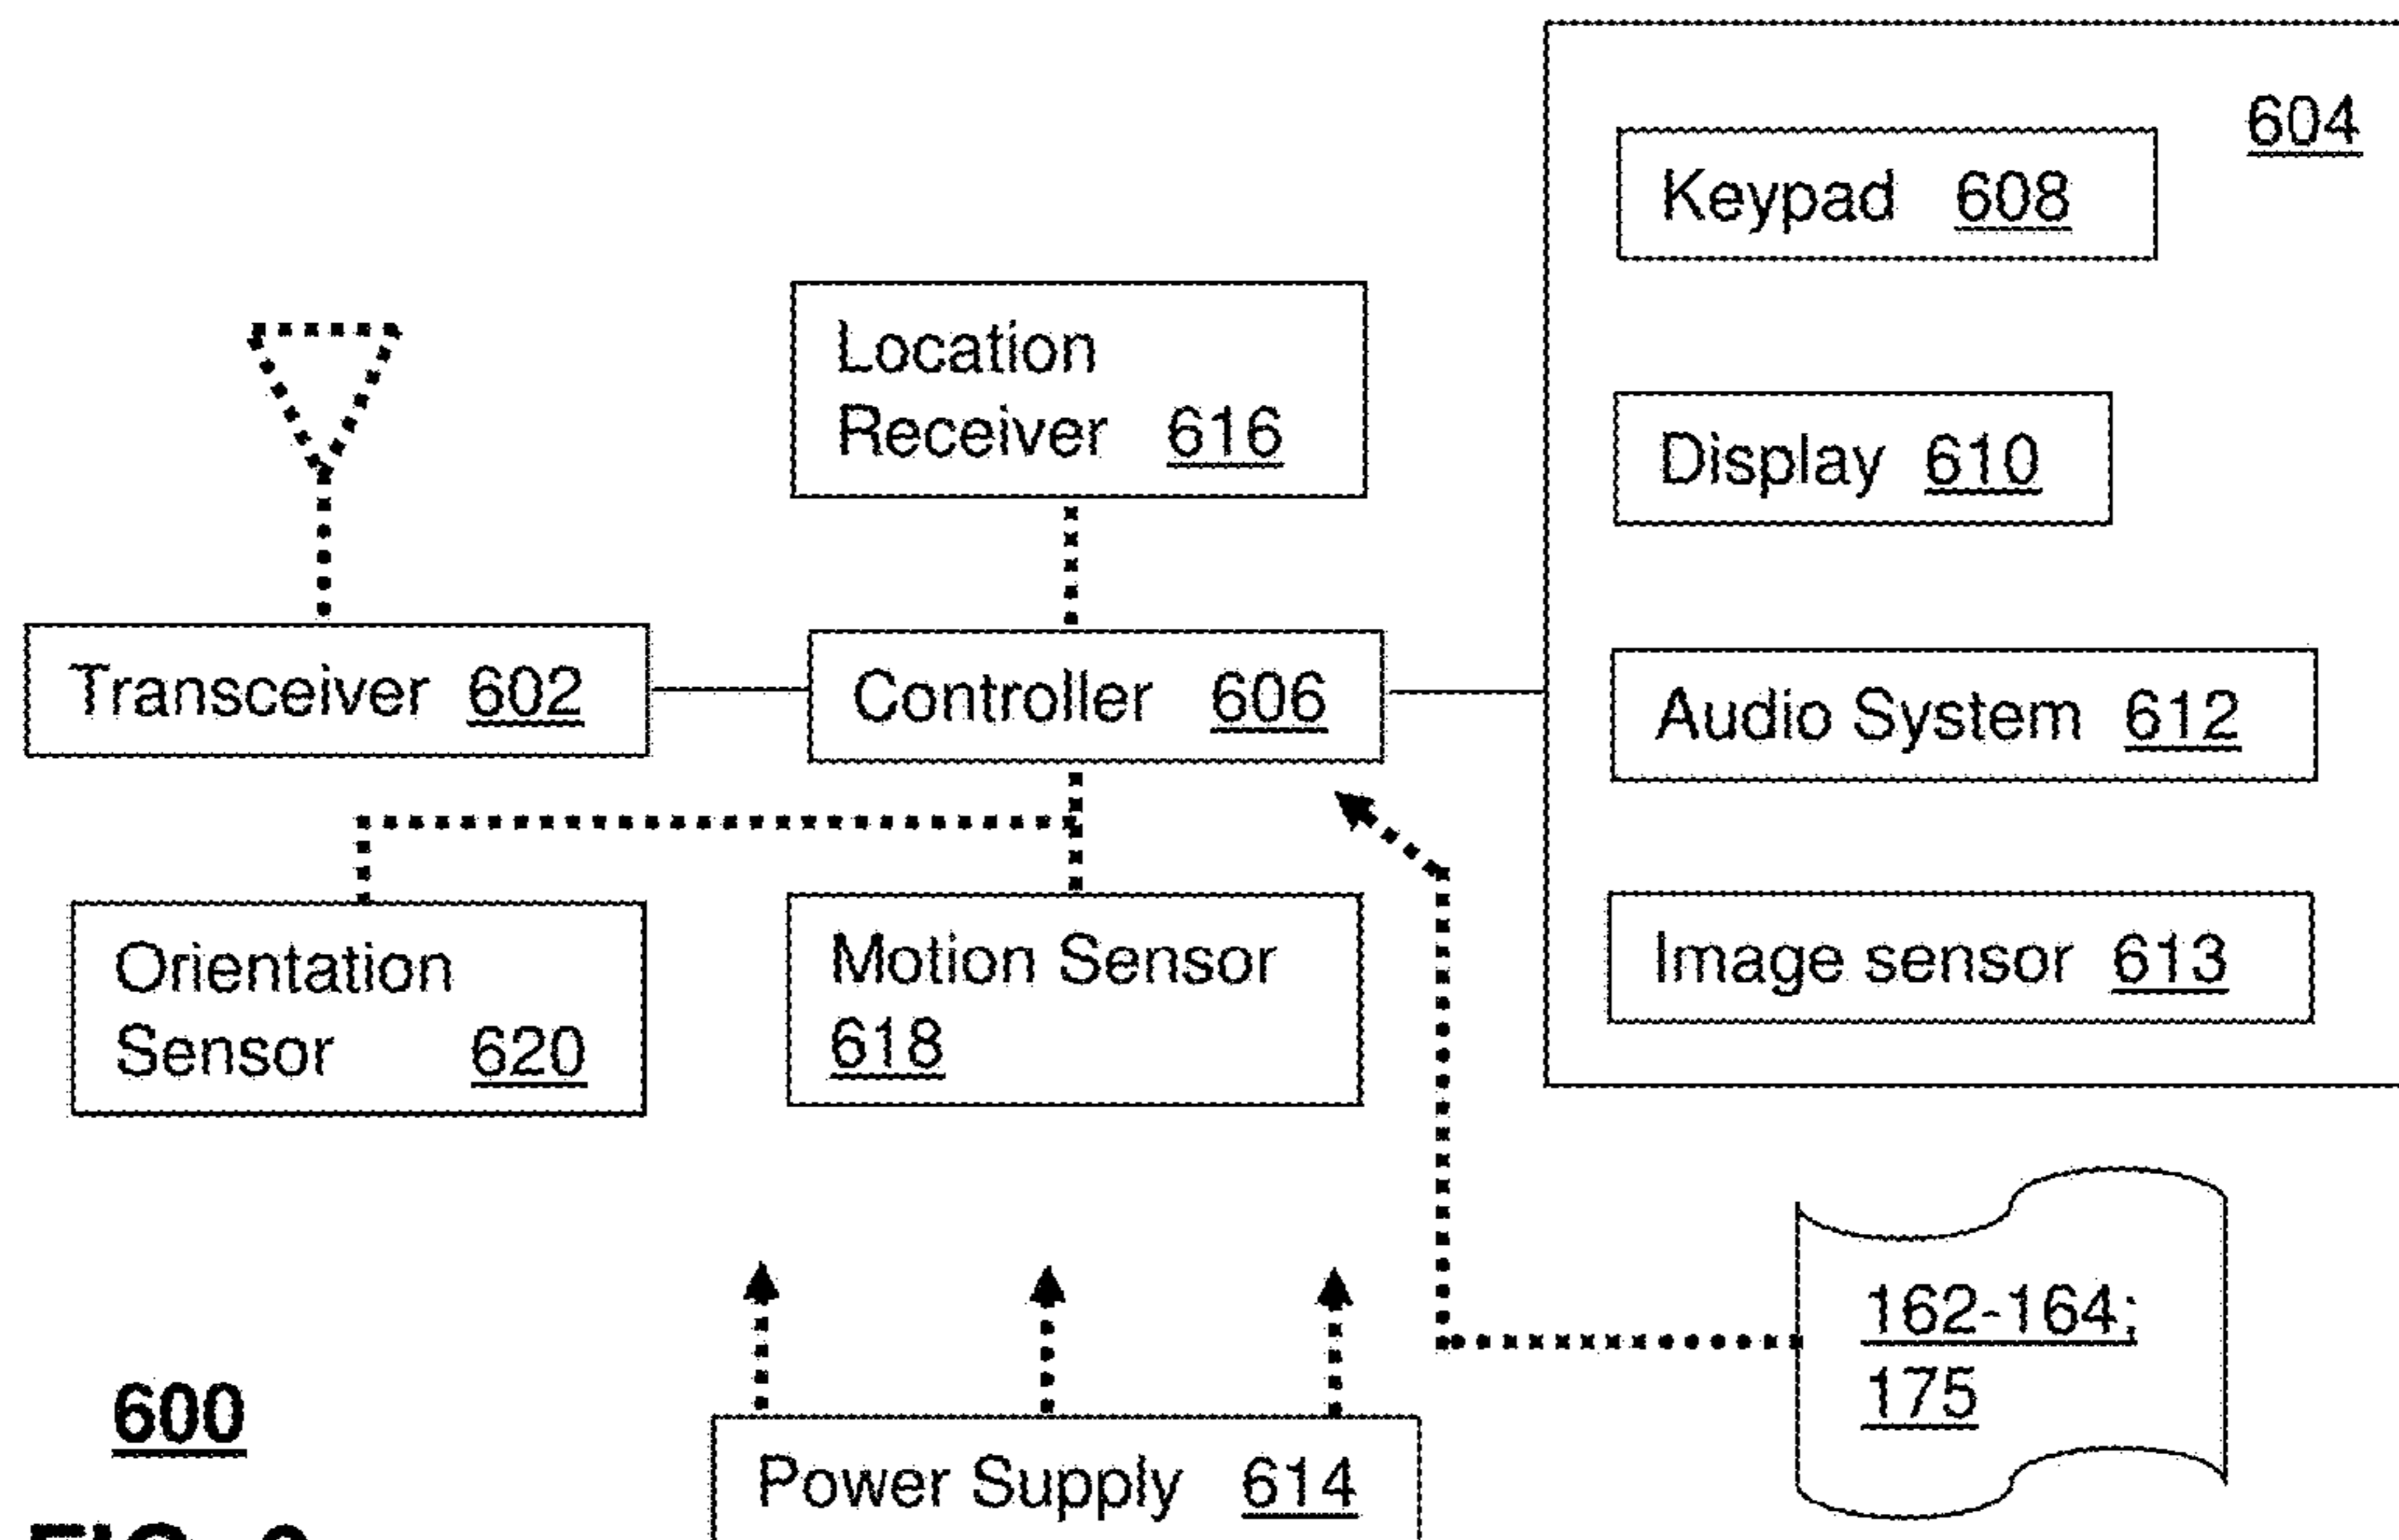 604
Keypad 608
Location
Receiver 616
Display 610
Transceiver 602
Controller 606
Audio System 612
Orientation
Sensor 620
Motion Sensor
618
Image sensor 613
162-164;
175
600
Power Supply 614